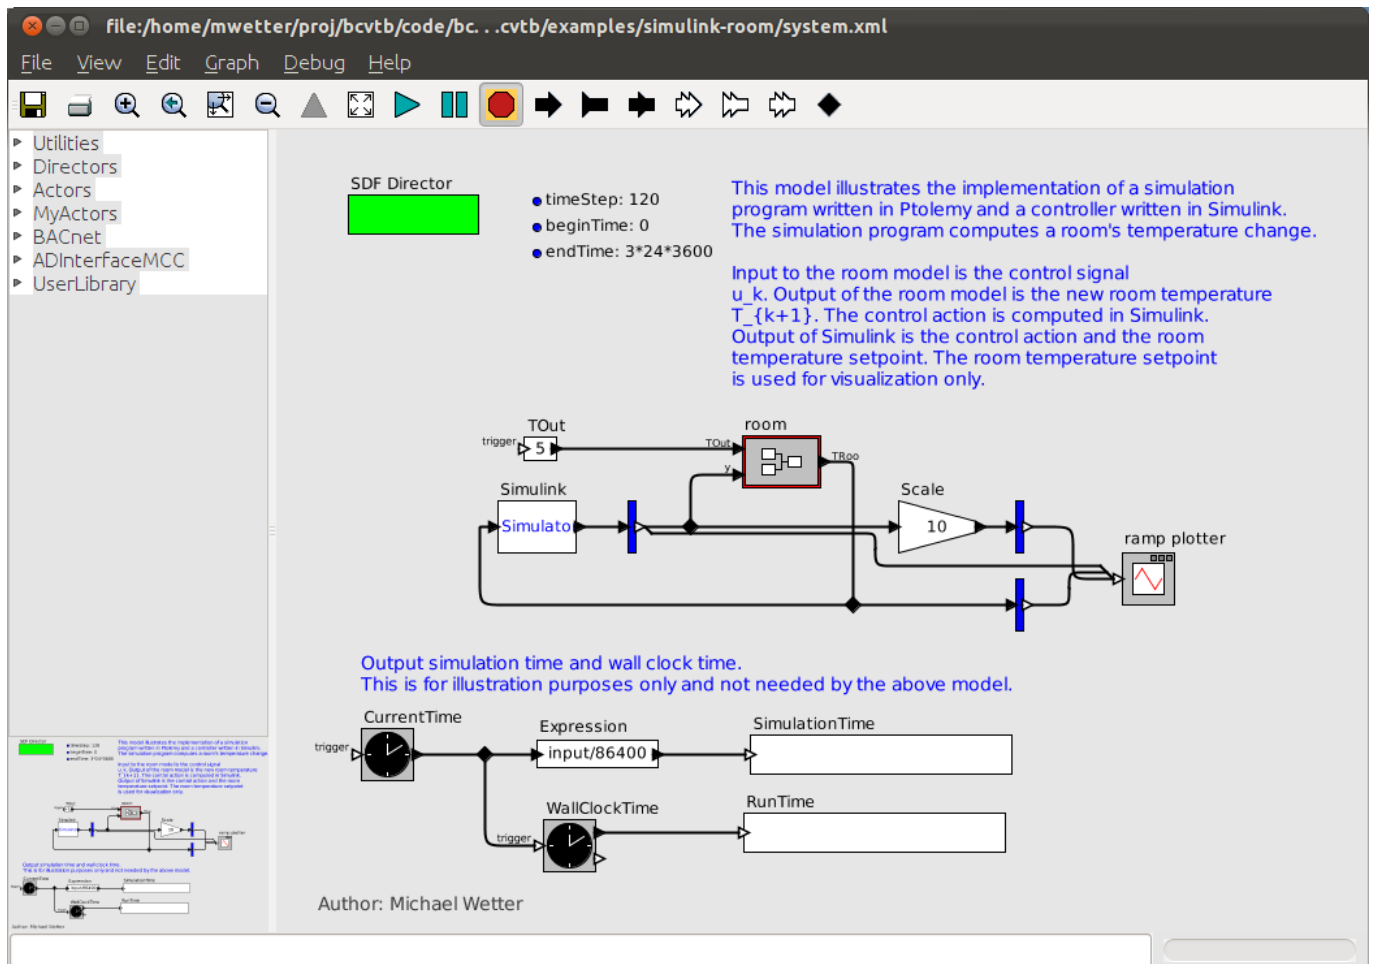 file:/home/mwetter/proj/bcvtb/code/bc. . .cvtb/examples/simulink-room/system.xml
File View Edit Graph Debug Help
Utilities
Directors
Actors
MyActors
BACnet
ADInterfaceMCC
UserLibrary
SDF Director
timeStep: 120
beginTime: 0
endTime: 3*24*3600
This model illustrates the implementation of a simulation
program written in Ptolemy and a controller written in Simulink.
The simulation program computes a room's temperature change.
Input to the room model is the control signal
u_k. Output of the room model is the new room temperature
T_{k+1}. The control action is computed in Simulink.
Output of Simulink is the control action and the room
temperature setpoint. The room temperature setpoint
is used for visualization only.
TOut
trigger
5
room
TOut
y
TRoo
Simulink
Simulato
Scale
10
ramp plotter
Output simulation time and wall clock time.
This is for illustration purposes only and not needed by the above model.
CurrentTime
trigger
Expression
input/86400
SimulationTime
WallClockTime
trigger
RunTime
Author: Michael Wetter